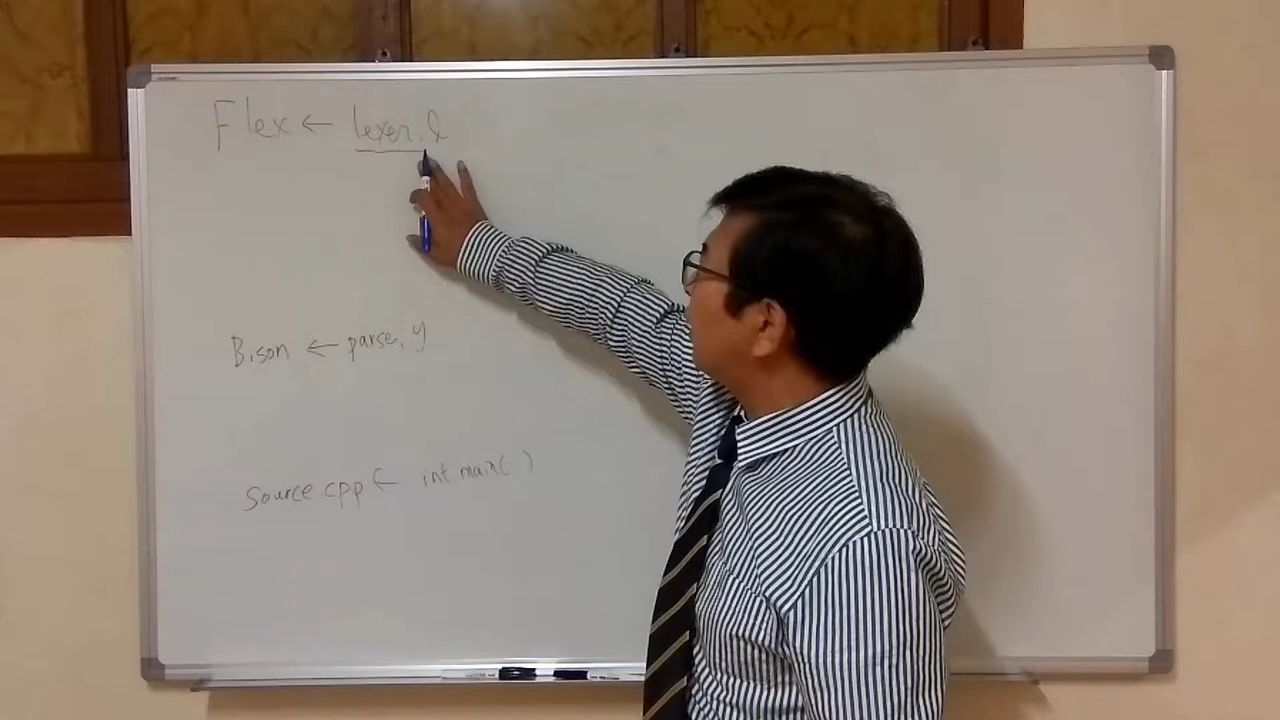 Flex ← lexer.l
Bison ← parse.y
source.cpp ← int main( )